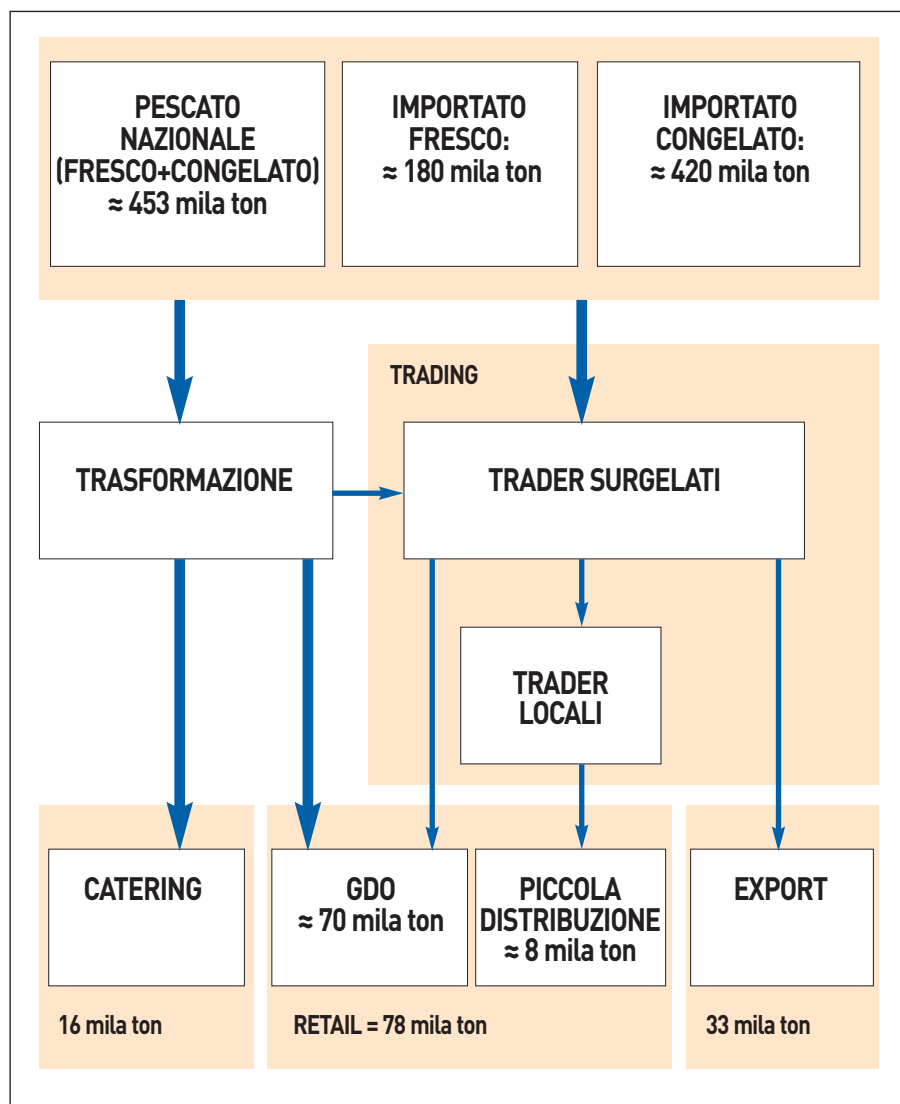 PESCATO
NAZIONALE
(FRESCO+CONGELATO)
≈ 453 mila ton
IMPORTATO
FRESCO:
≈ 180 mila ton
IMPORTATO
CONGELATO:
≈ 420 mila ton
TRADING
TRASFORMAZIONE
TRADER SURGELATI
TRADER
LOCALI
CATERING
GDO
≈ 70 mila ton
PICCOLA
DISTRIBUZIONE
≈ 8 mila ton
EXPORT
16 mila ton
RETAIL = 78 mila ton
33 mila ton